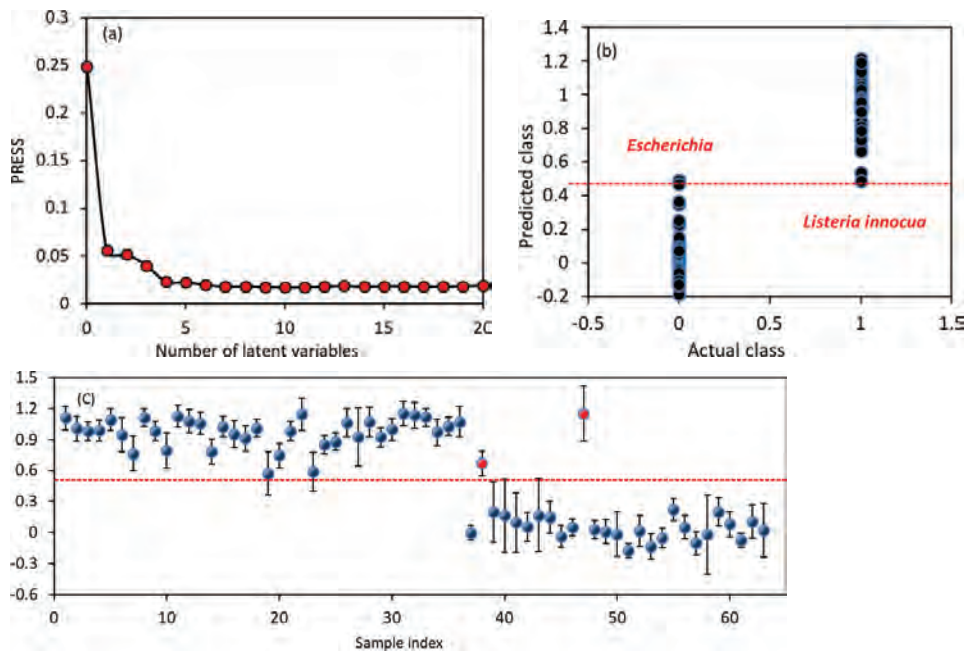 (a)
0.3
0.25
0.2
0.15
0.1
0.05
0
PRESS
0 5 10 15 20
Number of latent variables
(b)
1.4
1.2
1
0.8
0.6
0.4
0.2
0
-0.2
Predicted class
Escherichia
Listeria innocua
-0.5 0 0.5 1 1.5
Actual class
(C)
1.5
1.2
0.9
0.6
0.3
0
-0.3
-0.6
0 10 20 30 40 50 60
Sample index